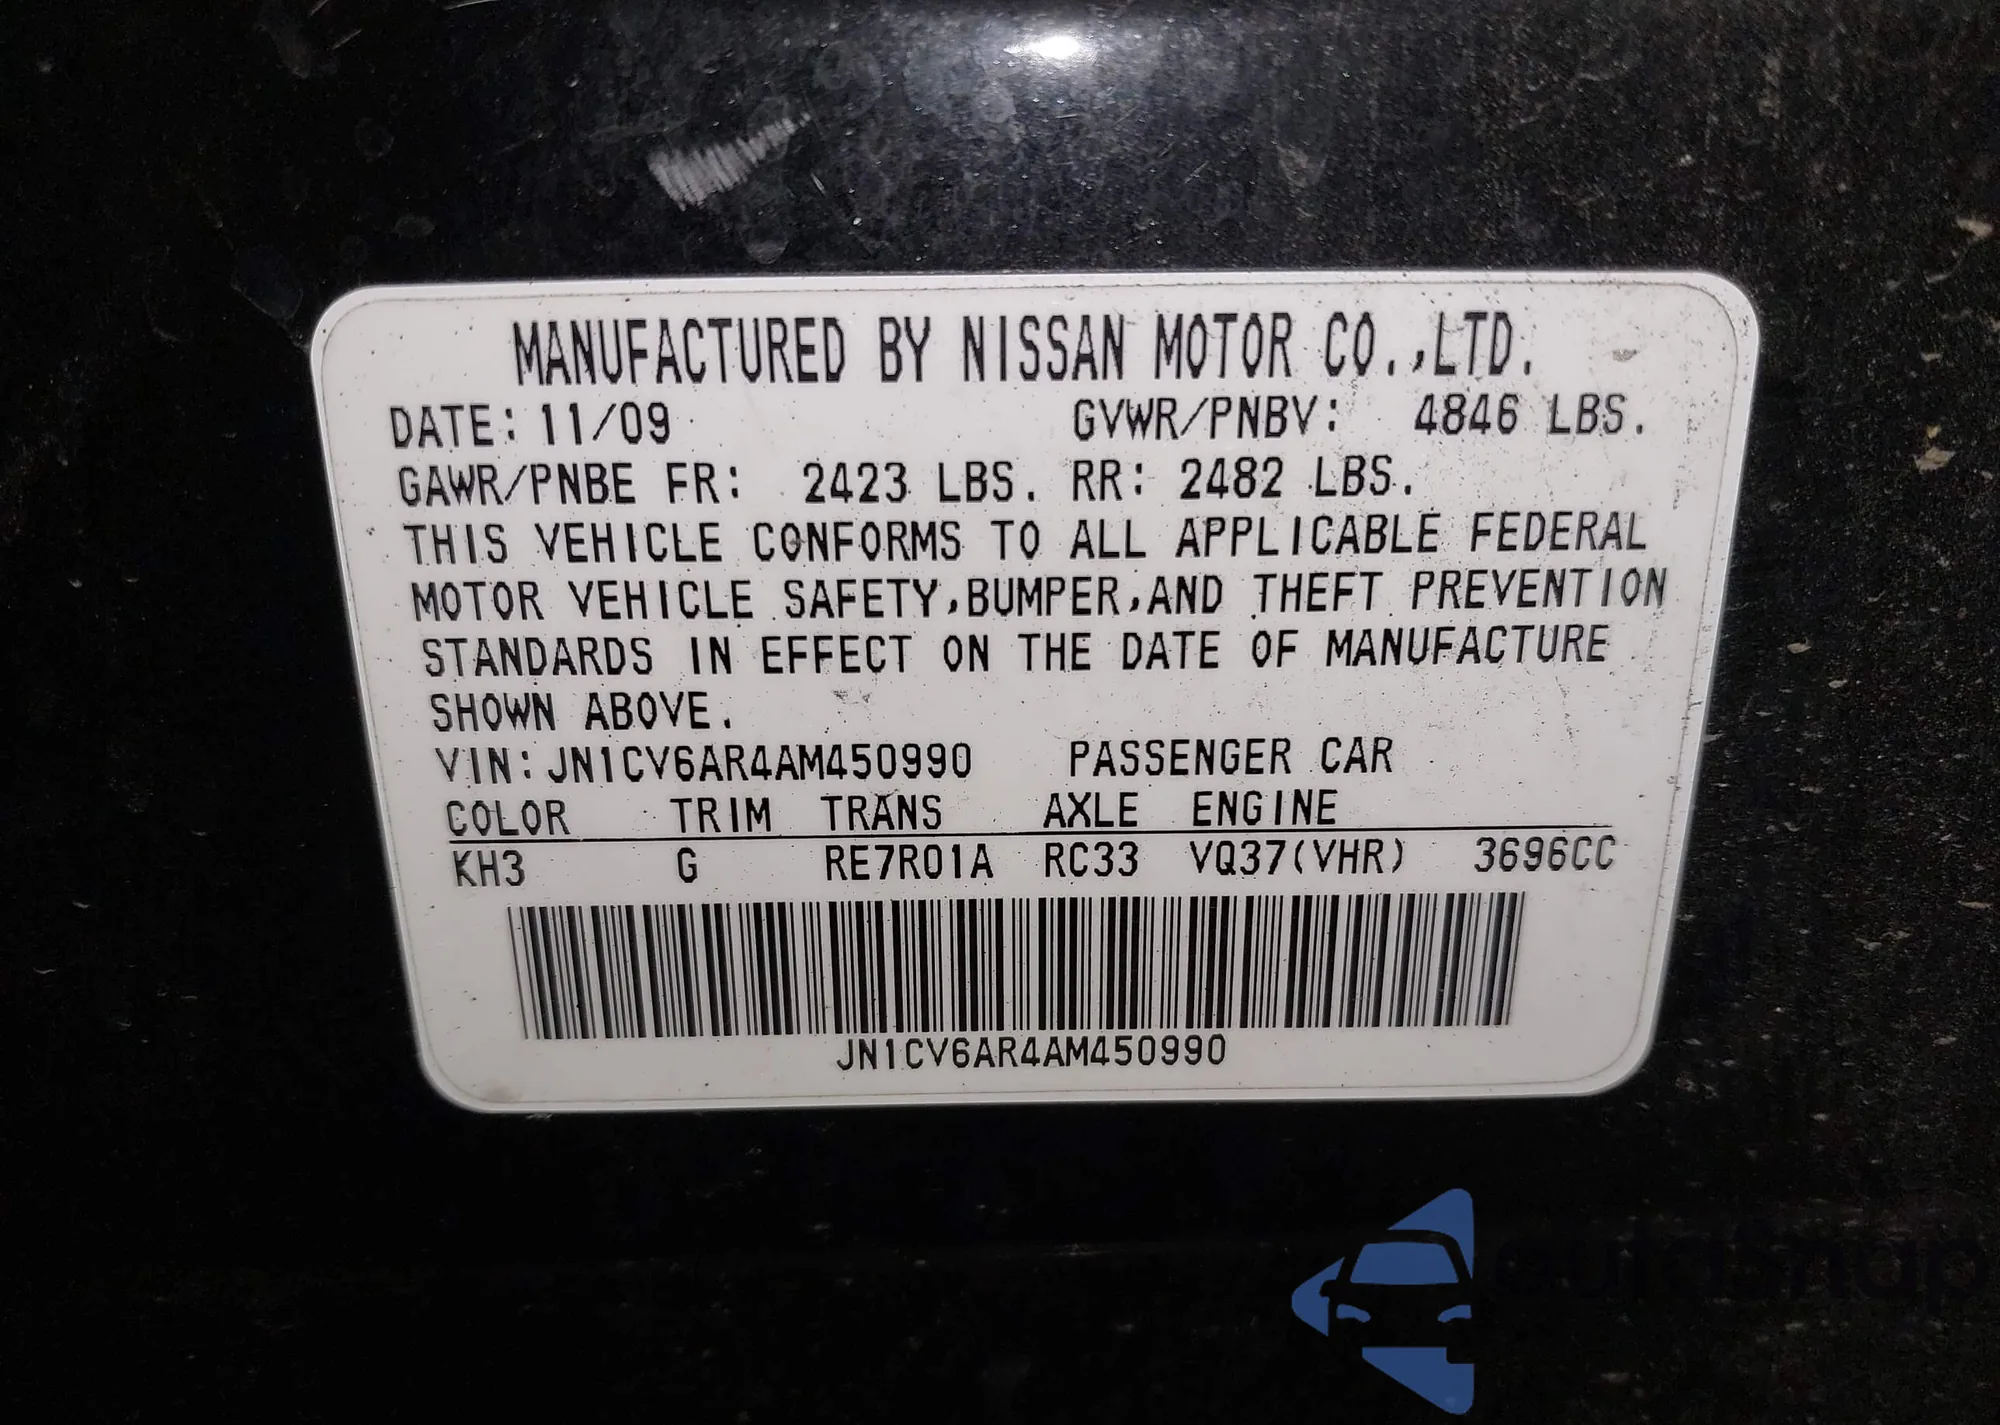 MANUFACTURED BY NISSAN MOTOR CO.,LTD.
DATE: 11/09 GVWR/PNBV: 4846 LBS.
GAWR/PNBE FR: 2423 LBS. RR: 2482 LBS.
THIS VEHICLE CONFORMS TO ALL APPLICABLE FEDERAL
MOTOR VEHICLE SAFETY,BUMPER,AND THEFT PREVENTION
STANDARDS IN EFFECT ON THE DATE OF MANUFACTURE
SHOWN ABOVE.
VIN:JN1CV6AR4AM450990 PASSENGER CAR
COLOR TRIM TRANS AXLE ENGINE
KH3 G RE7R01A RC33 VQ37(VHR) 3696CC
JN1CV6AR4AM450990
autosnap